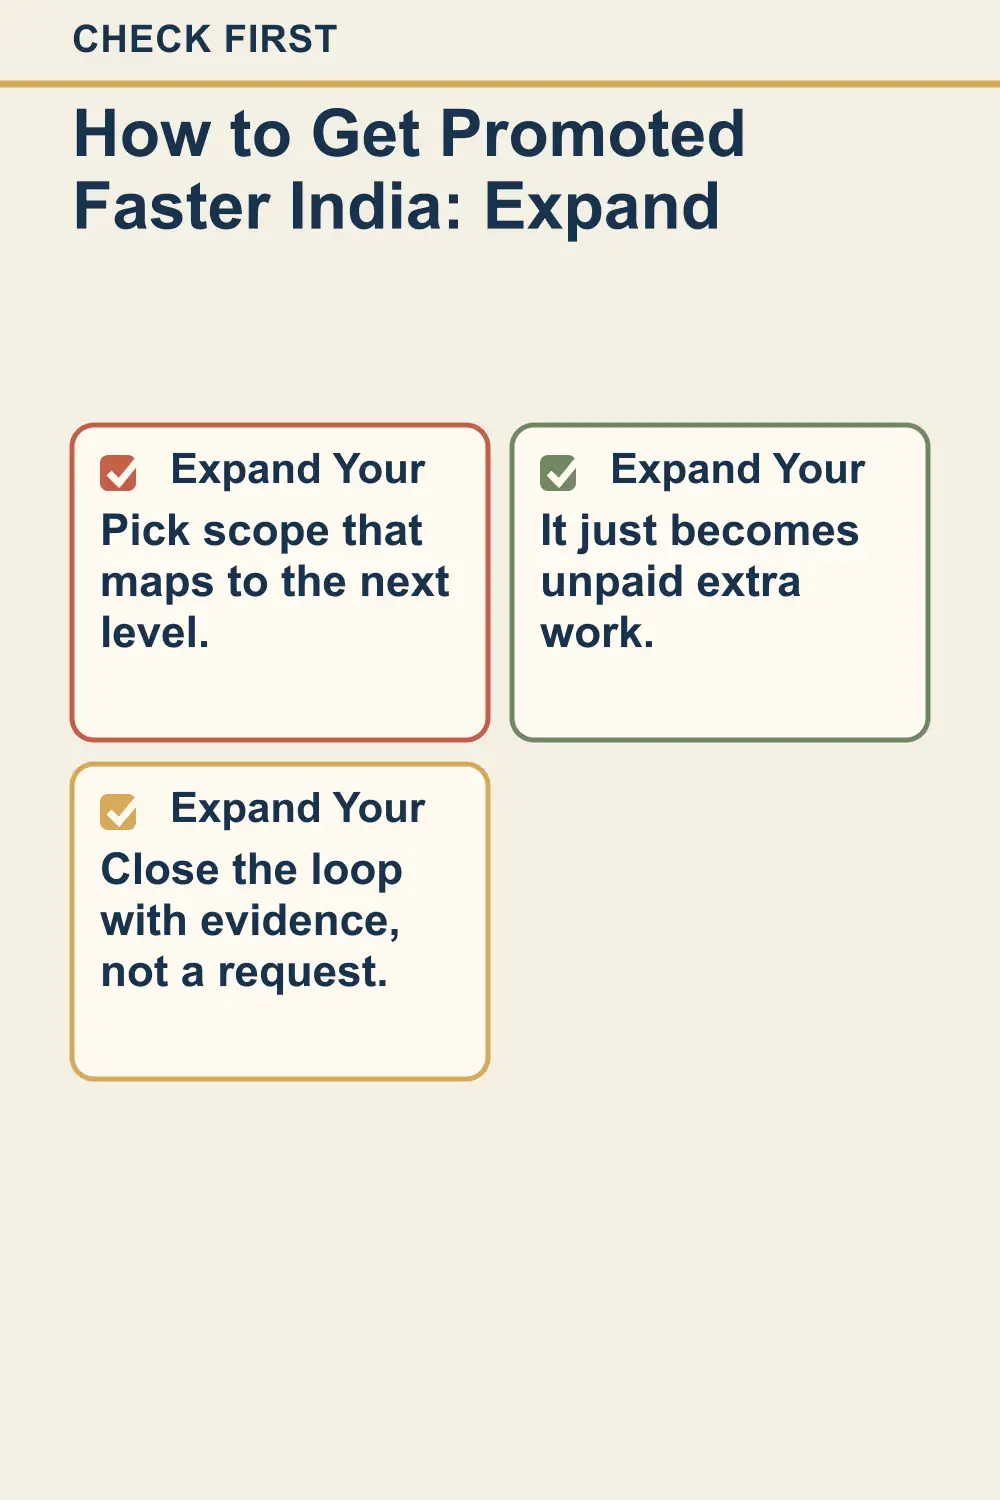 CHECK FIRST
How to Get Promoted
Faster India: Expand
Expand Your
Pick scope that
maps to the next
level.
Expand Your
It just becomes
unpaid extra
work.
Expand Your
Close the loop
with evidence,
not a request.